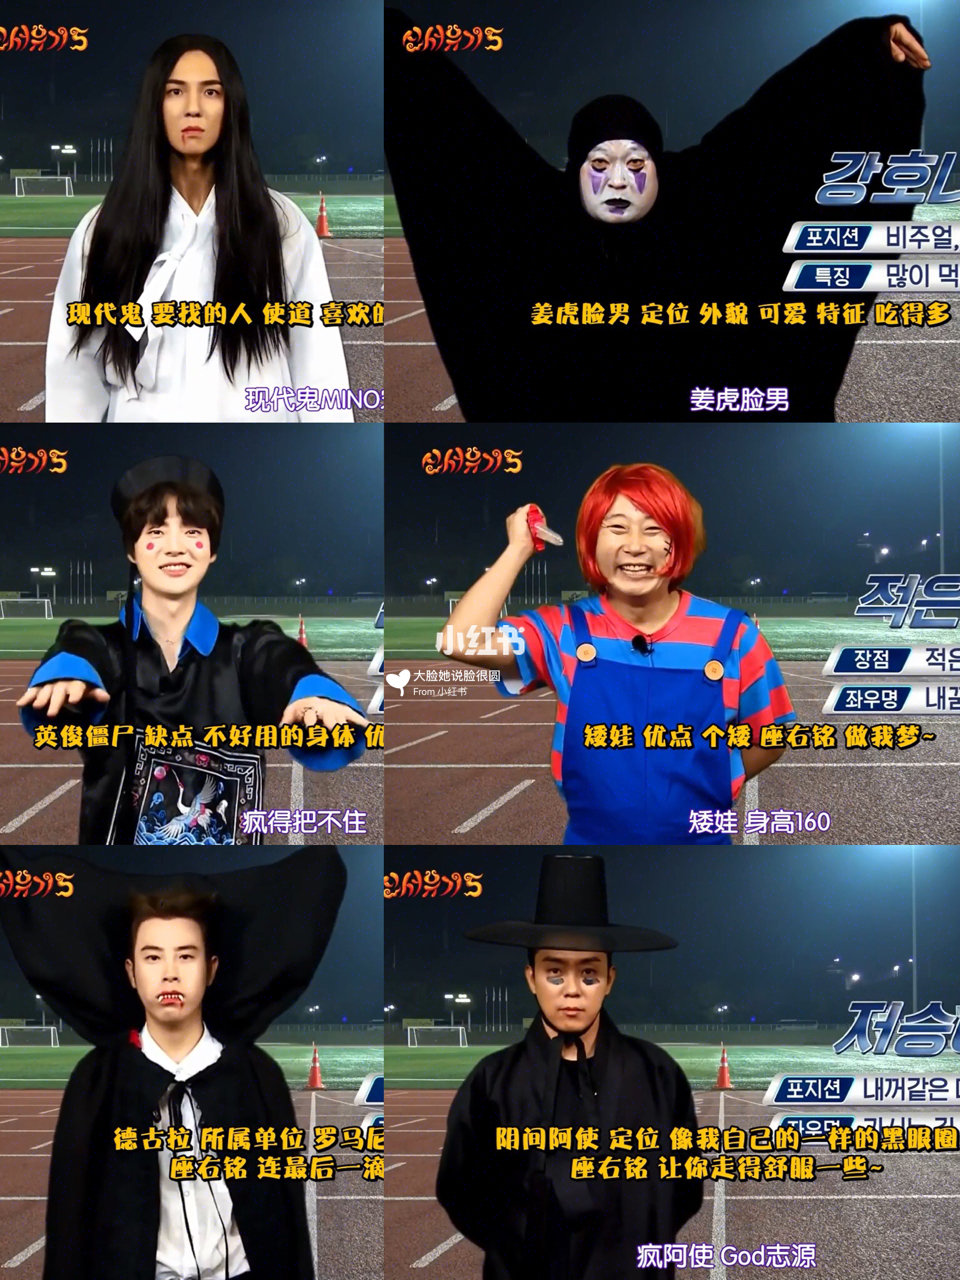 신서유기5
현代鬼 要找的人 使道 喜欢的
现代鬼MINO
신서유기5
강호
포지션 비주얼,
특징 많이 먹
姜虎脸男 定位 外貌 可爱 特征 吃得多
姜虎脸男
신서유기5
英俊僵尸 缺点 不好用的身体 优
疯得把不住
신서유기5
적은
장점 적은
좌우명 내꿈
小红书
大脸她说脸很圆
From 小红书
矮娃 优点 个矮 座右铭 做我梦~
矮娃 身高160
신서유기5
德古拉 所属单位 罗马尼
座右铭 连最后一滴
신서유기5
저승
포지션 내꺼같은
좌우명
阴间阿使 定位 像我自己的一样的黑眼圈
座右铭 让你走得舒服一些~
疯阿使 God志源